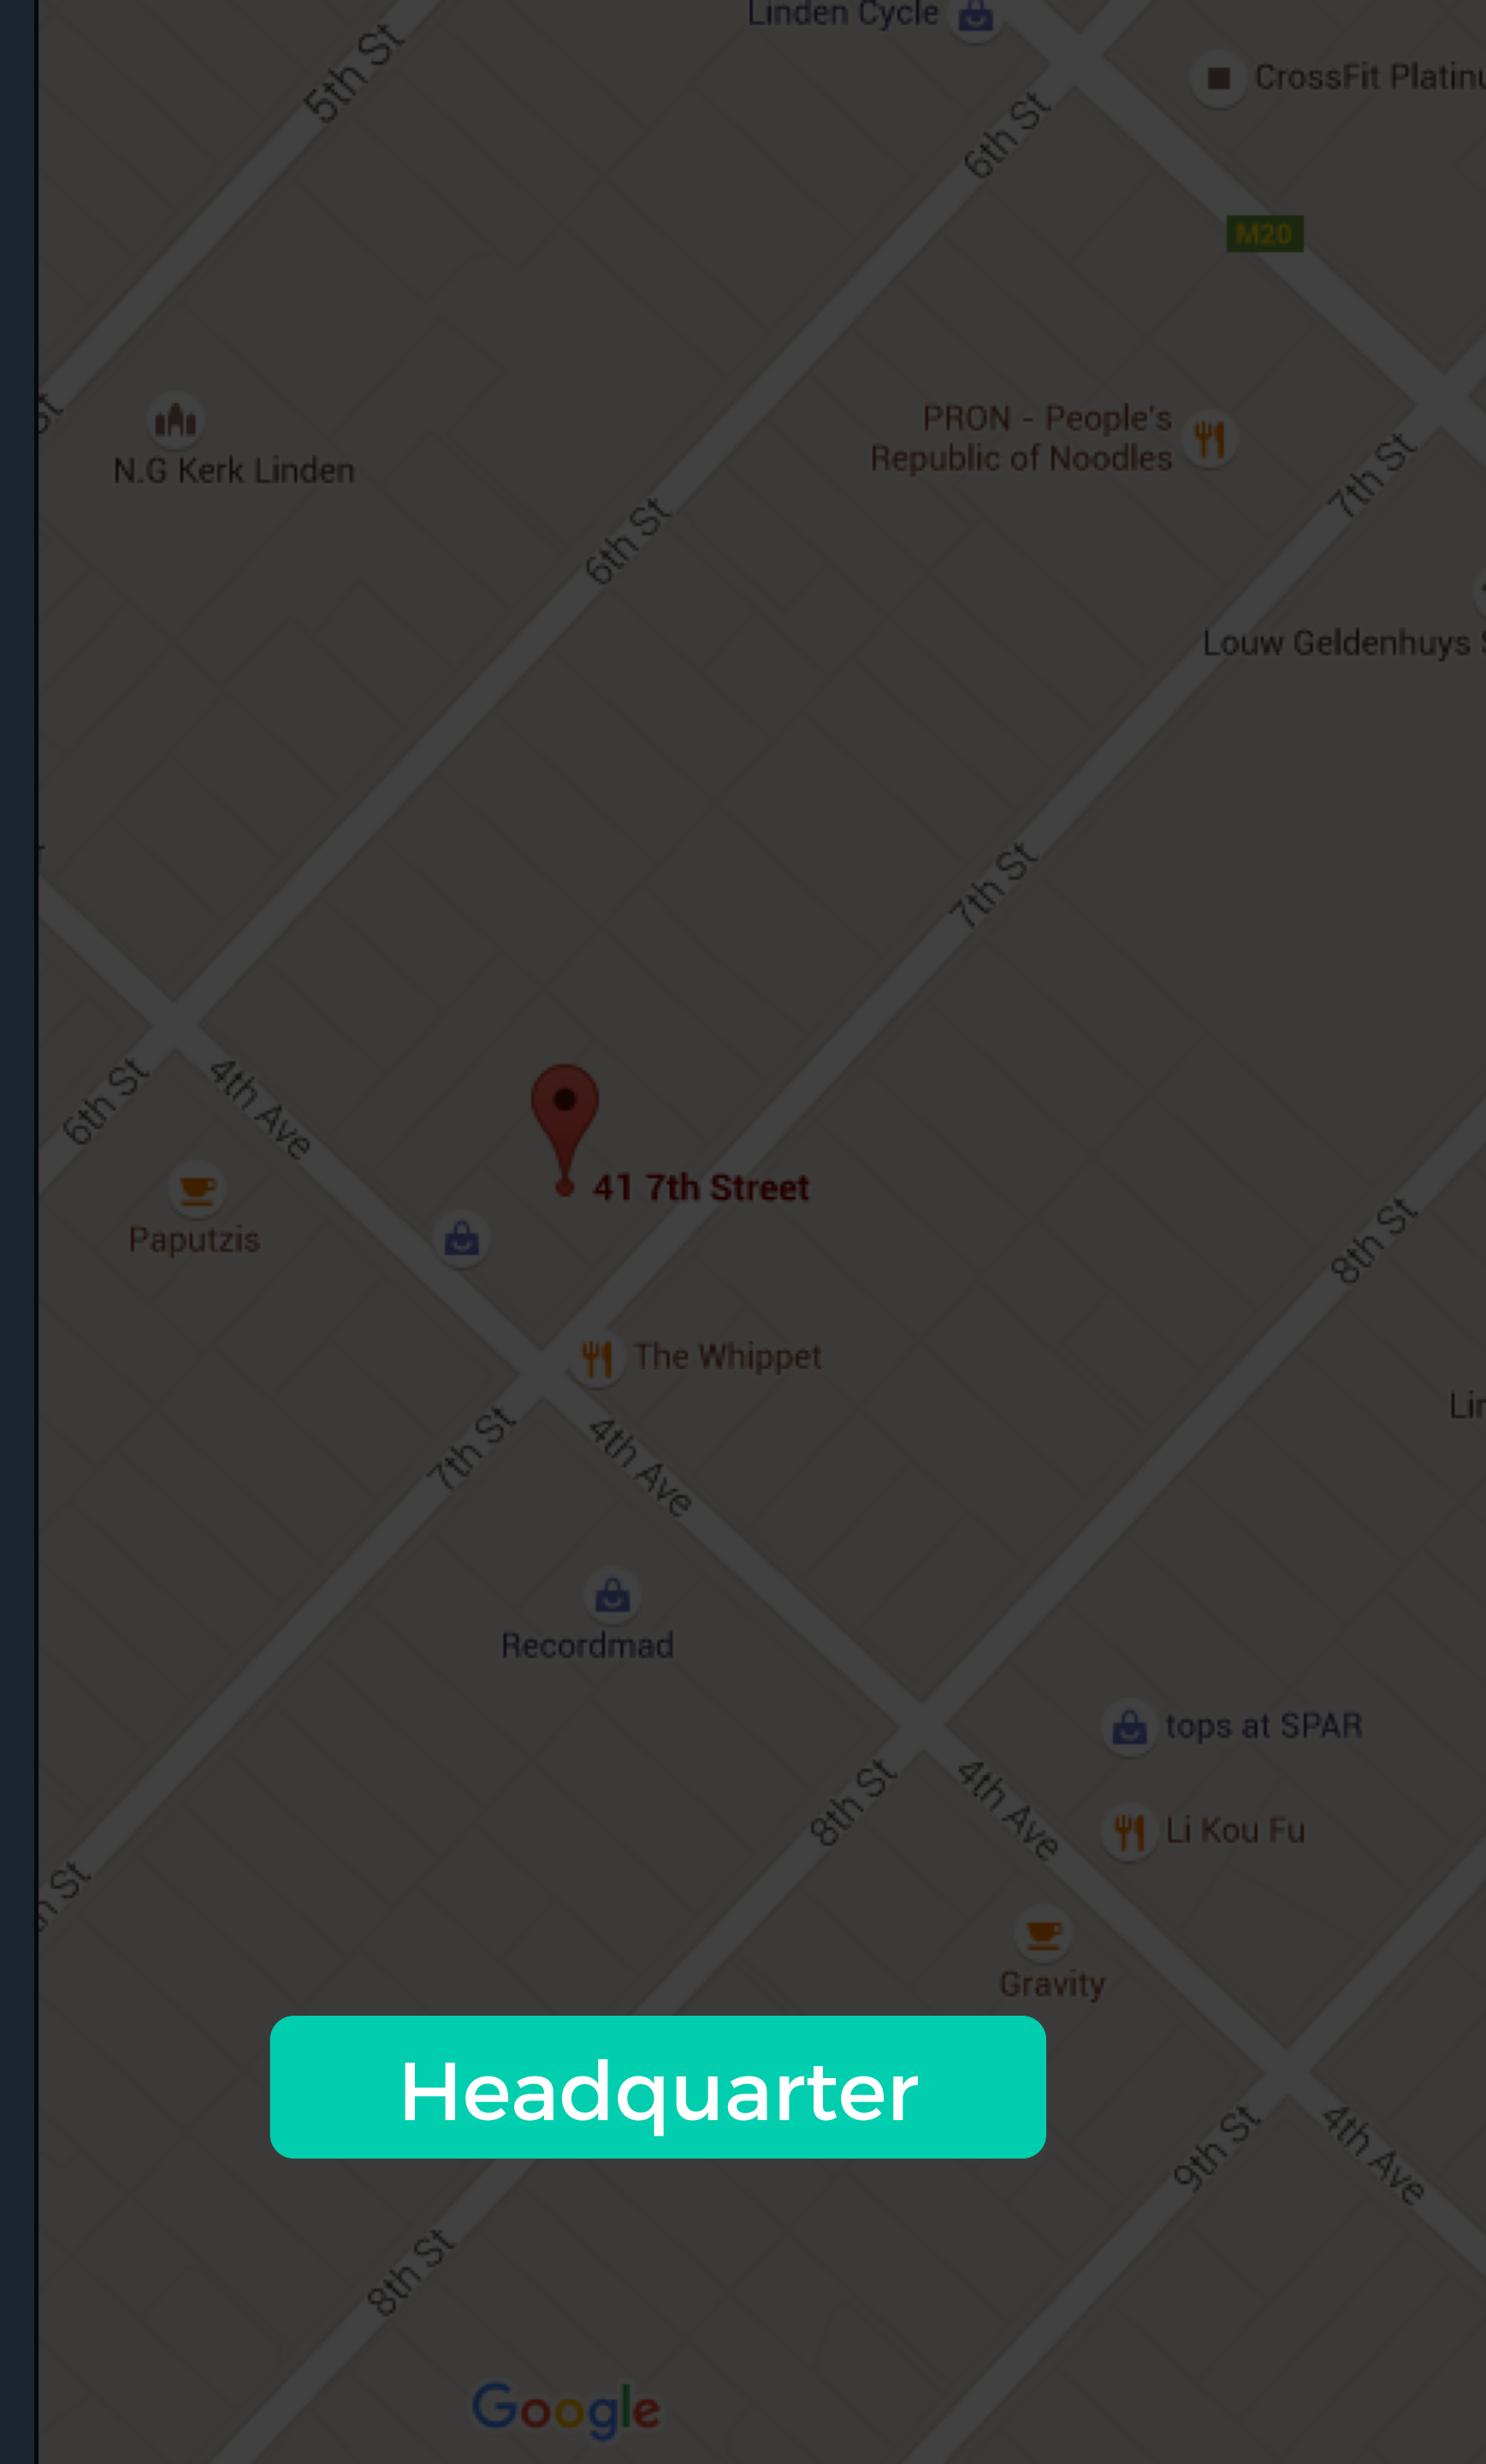 Linden Cycle
5th St
CrossFit Platinu
6th St
M20
St
N.G Kerk Linden
PRON - People's
Republic of Noodles
7th St
6th St
Louw Geldenhuys
7th St
6th St
4th Ave
41 7th Street
Paputzis
8th St
The Whippet
Lin
7th St
4th Ave
Recordmad
tops at SPAR
8th St
4th Ave
Li Kou Fu
h St
Gravity
Headquarter
9th St
4th Ave
8th St
Google